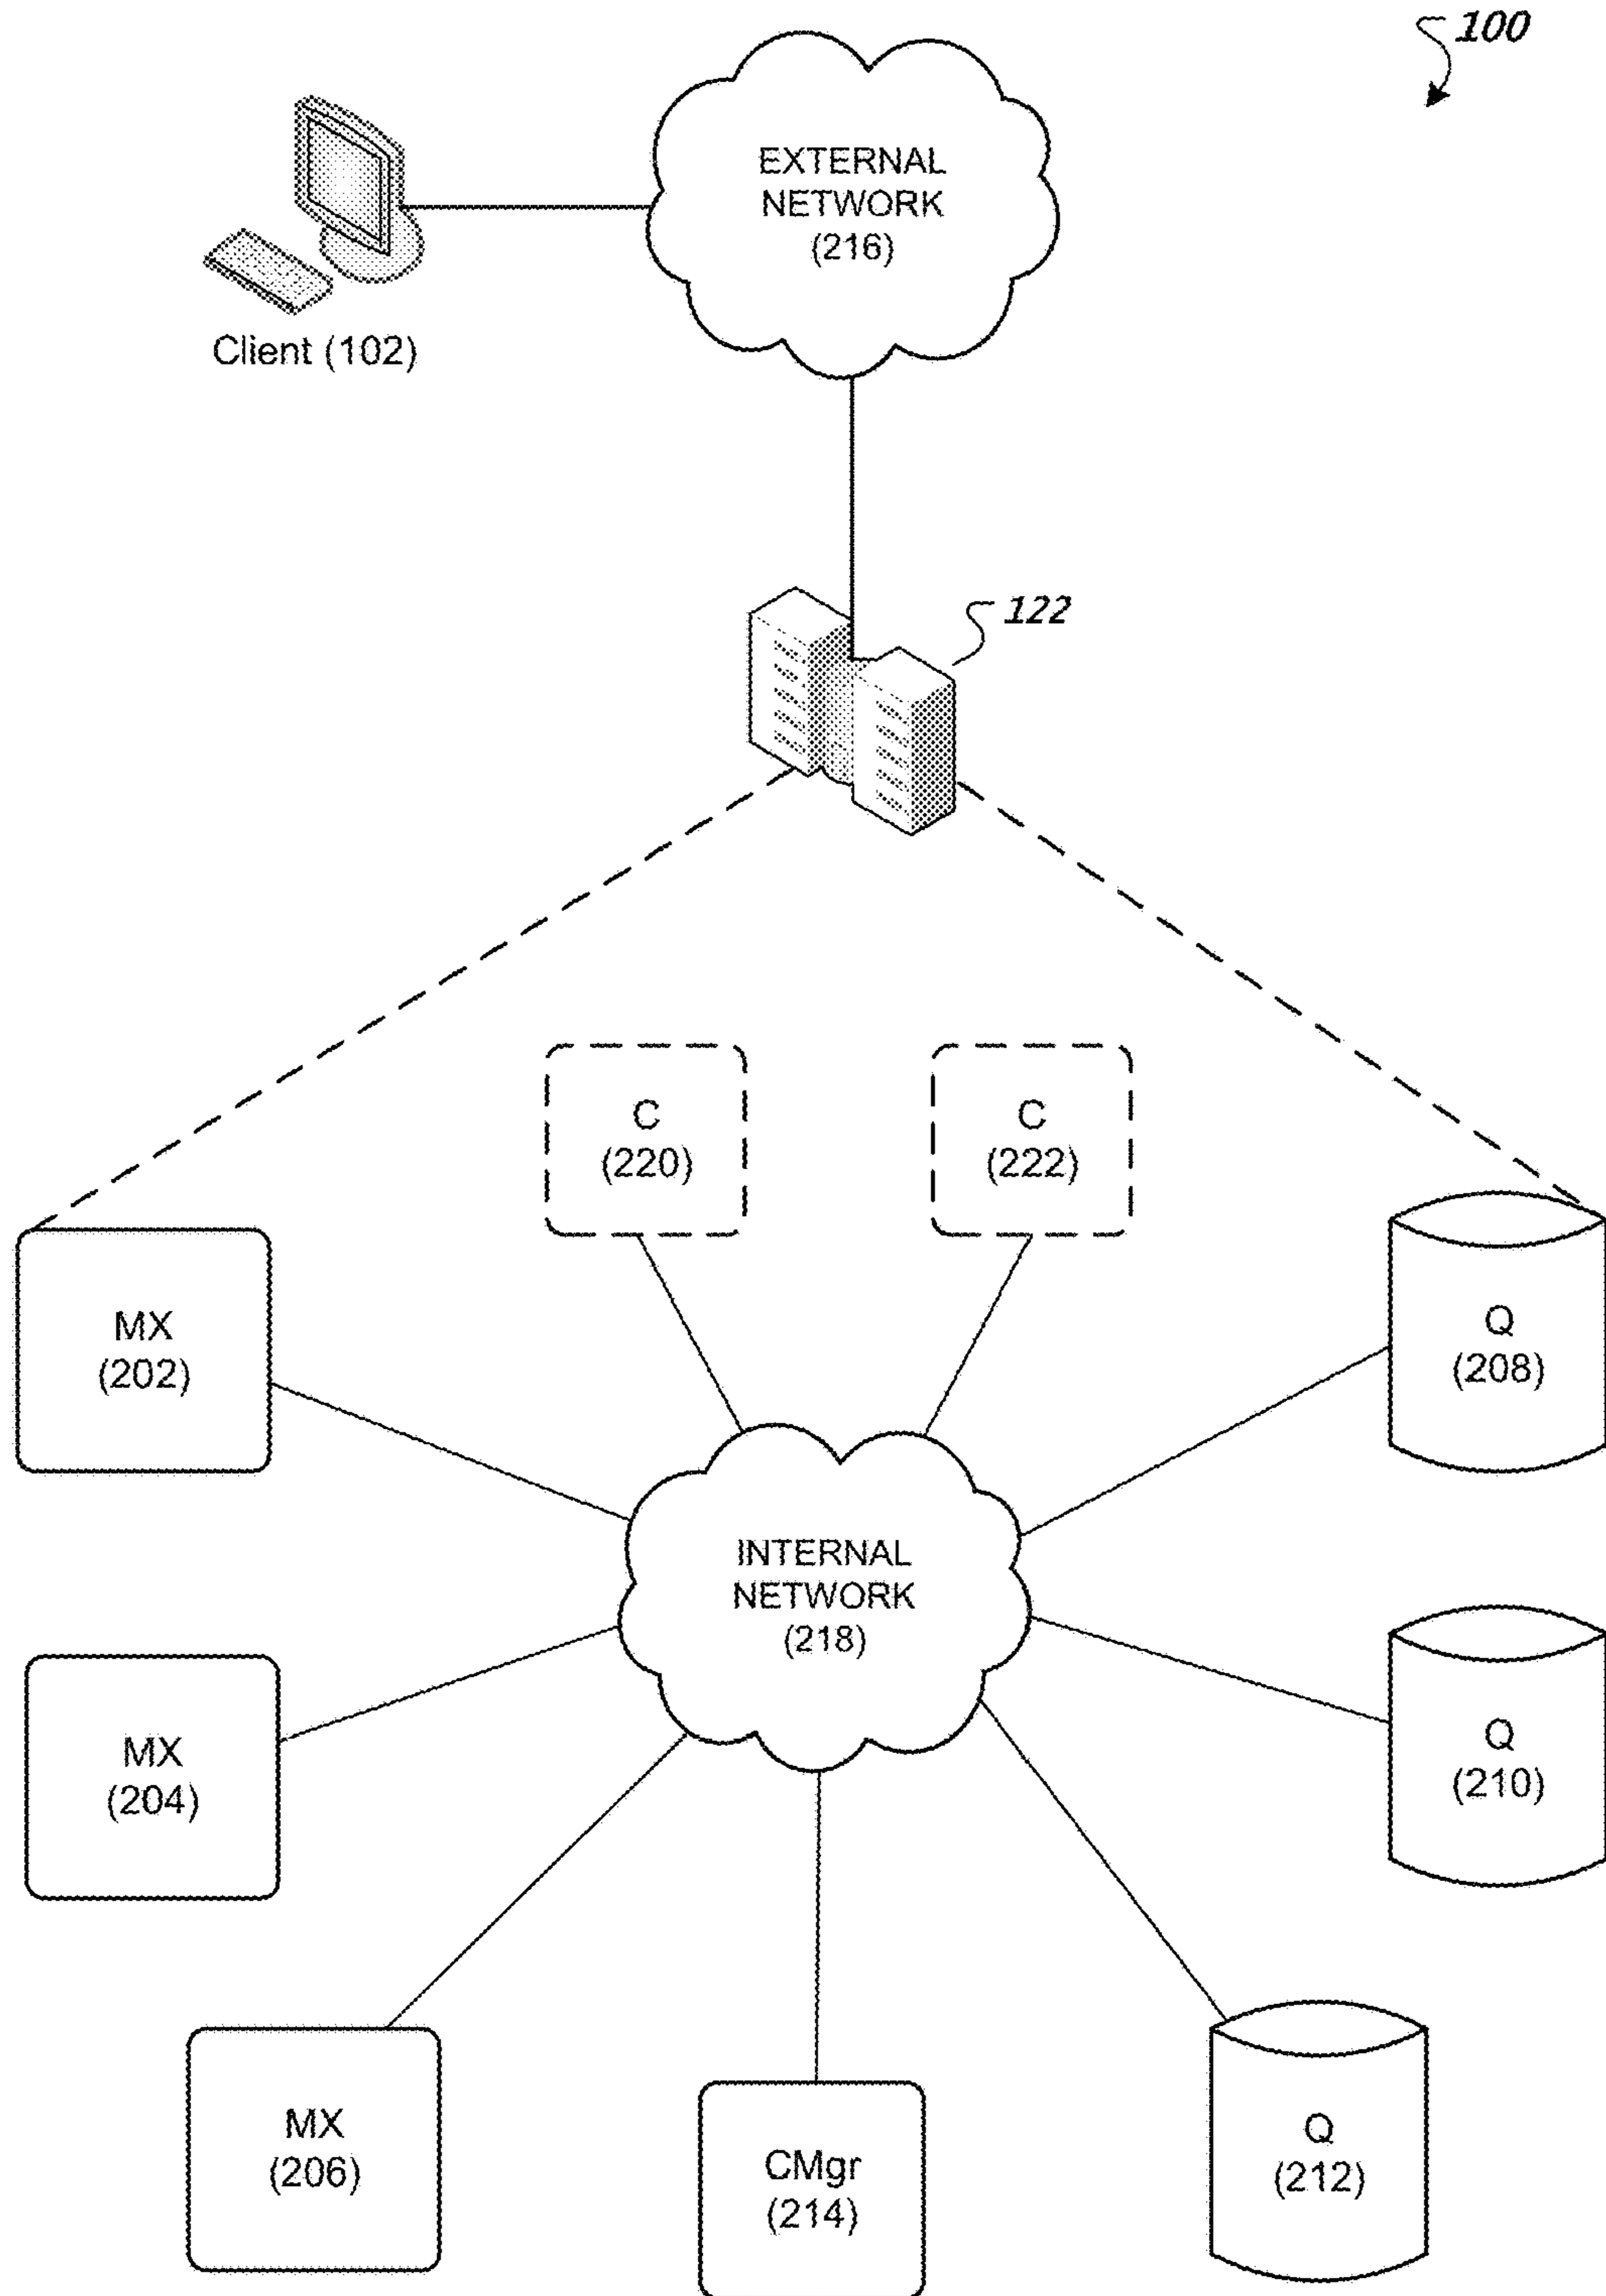 100
EXTERNAL
NETWORK
(216)
Client (102)
122
C
(220)
C
(222)
MX
(202)
Q
(208)
INTERNAL
NETWORK
(218)
MX
(204)
Q
(210)
MX
(206)
CMgr
(214)
Q
(212)